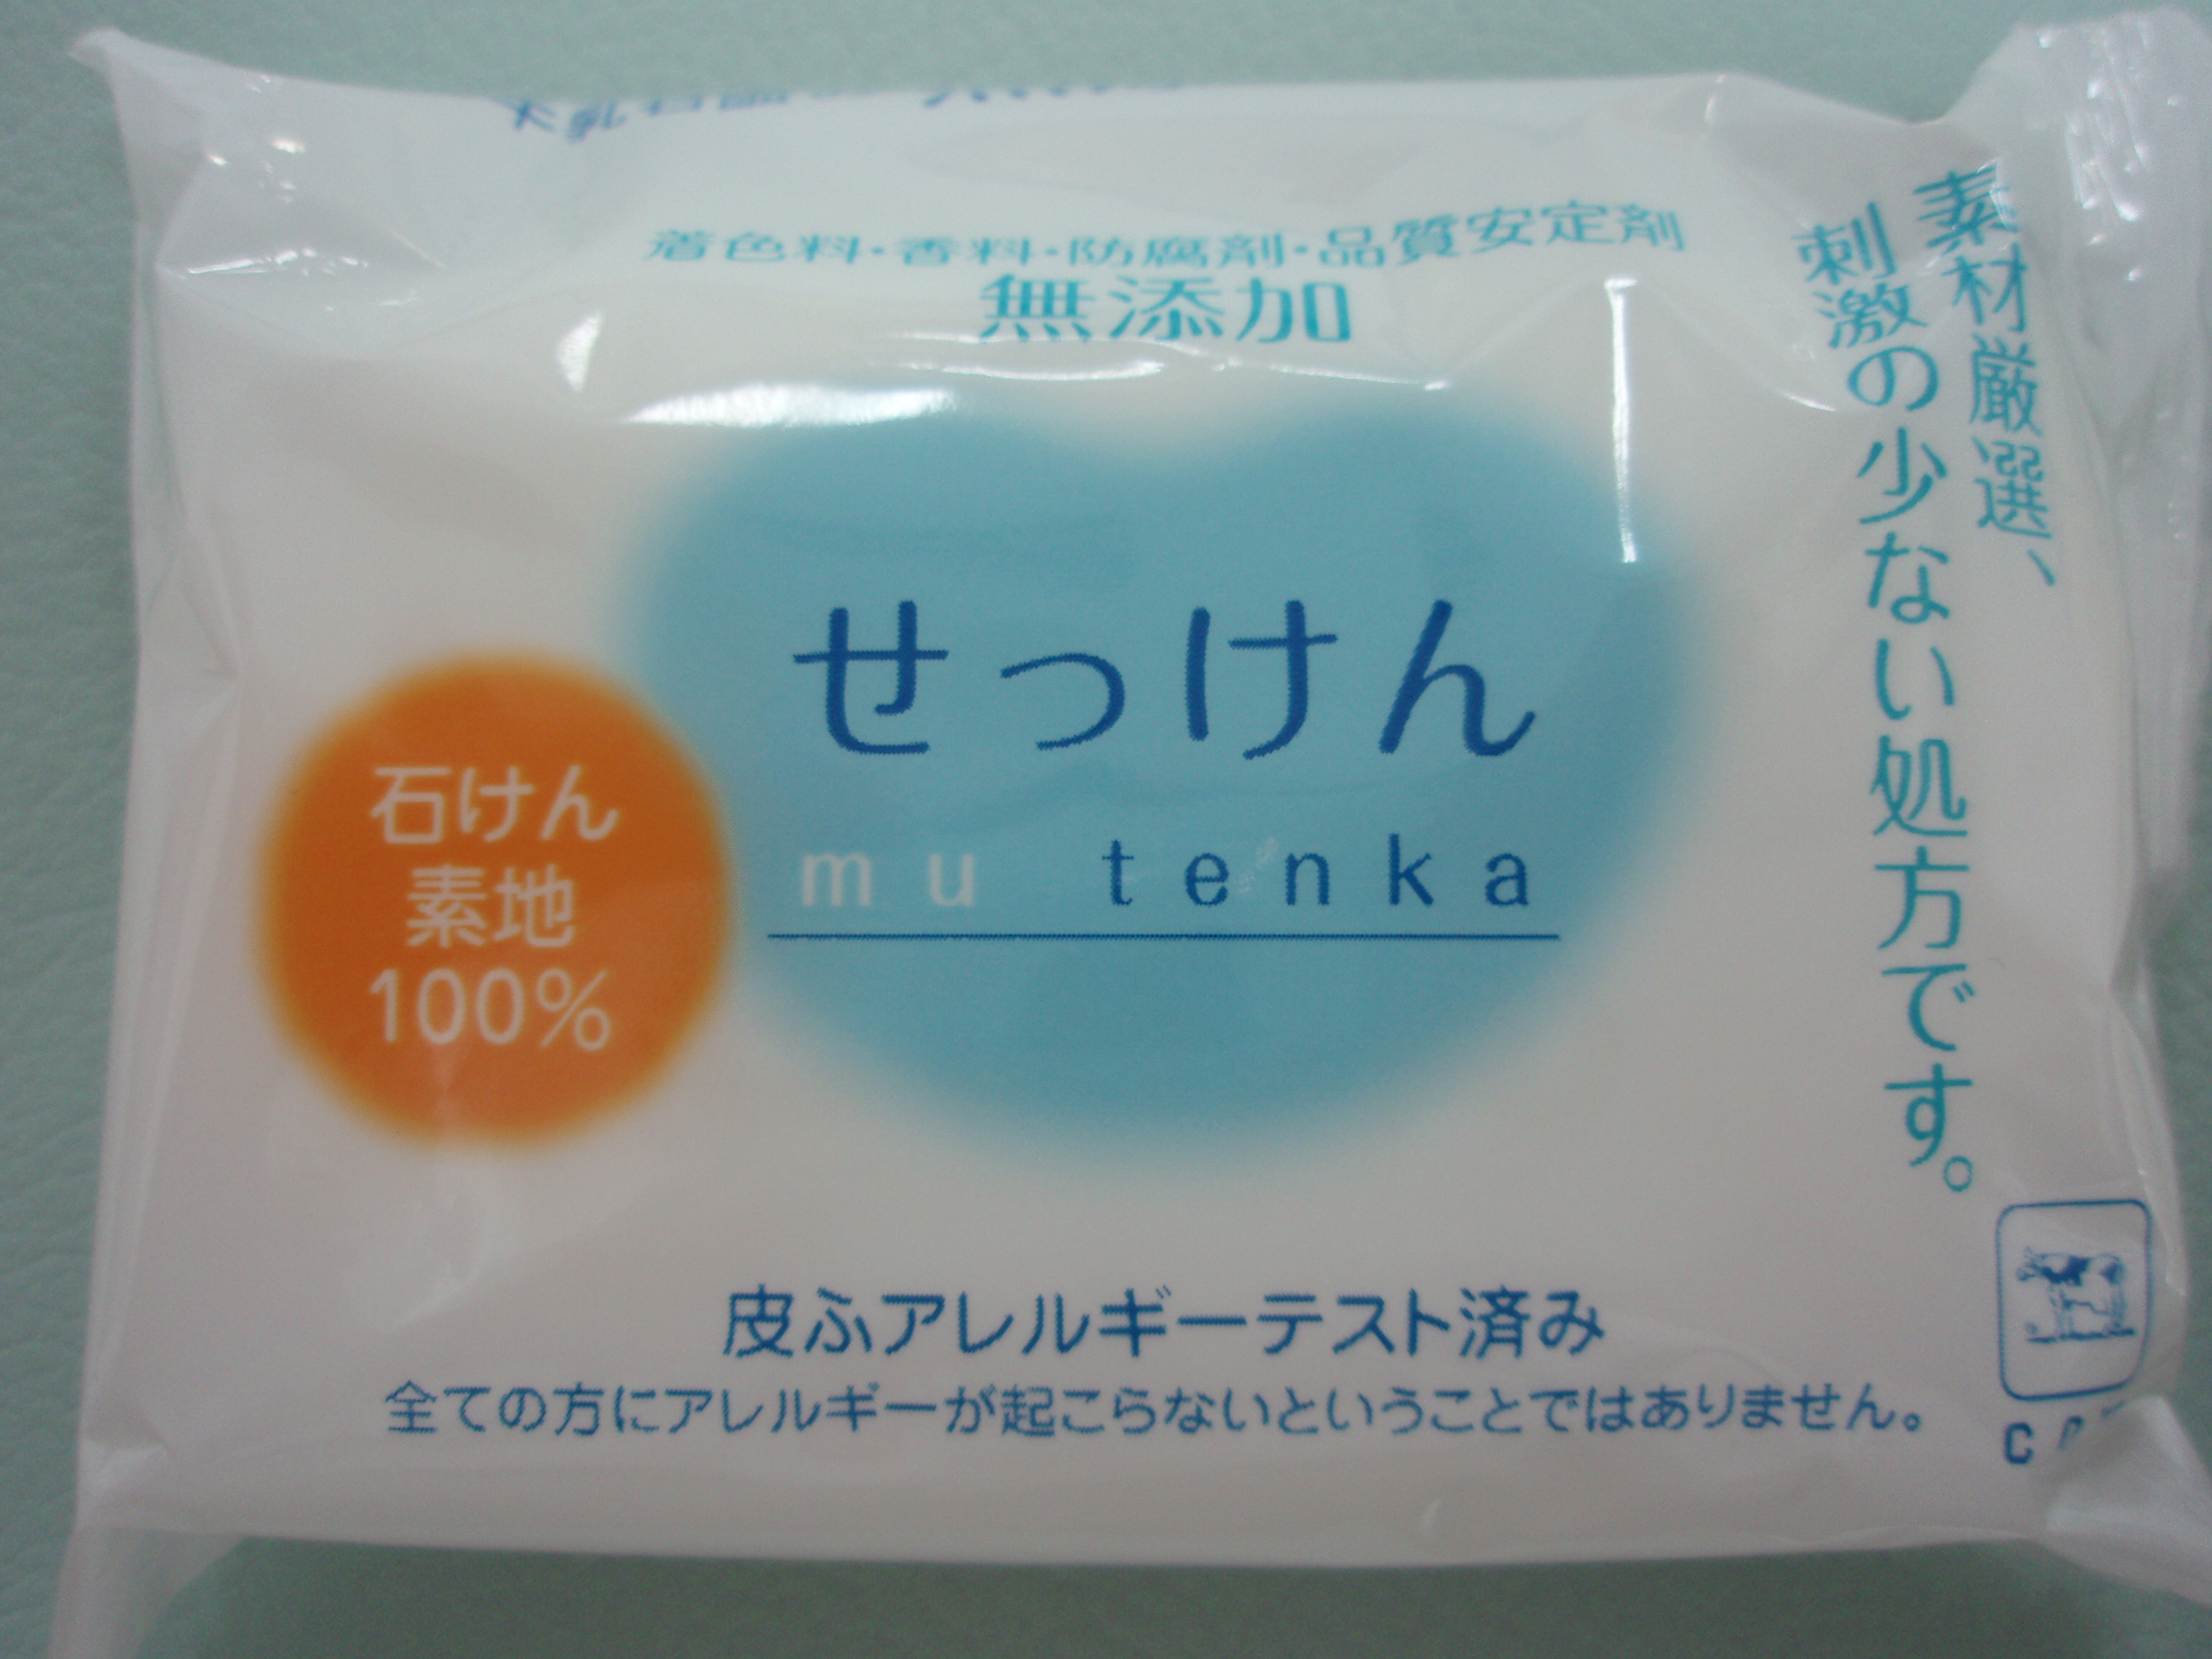 着色料・香料・防腐剤・品質安定剤
無添加
素材厳選、
刺激の少ない処方です。
せっけん
mu tenka
石けん
素地
100%
皮ふアレルギーテスト済み
全ての方にアレルギーが起こらないということではありません。